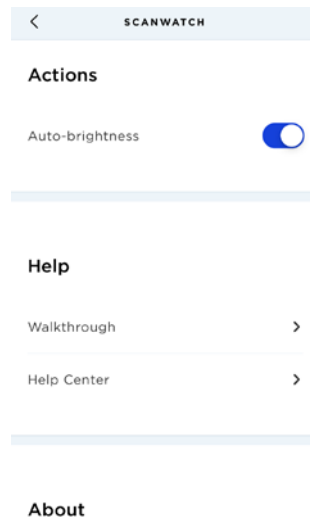 SCANWATCH
Actions
Auto-brightness
Help
Walkthrough
Help Center
About